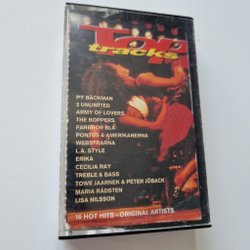 Top
tracks
PY BÄCKMAN
2 UNLIMITED
ARMY OF LOVERS
THE BOPPERS
FARBROR BLÅ
PONTUS & AMERIKANERNA
WEBSTRARNA
L.A. STYLE
ERIKA
CECILIA RAY
TREBLE & BASS
TOWE JAARNEK & PETER JÖBACK
MARIA RÅDSTEN
LISA NILSSON
16 HOT HITS - ORIGINAL ARTISTS